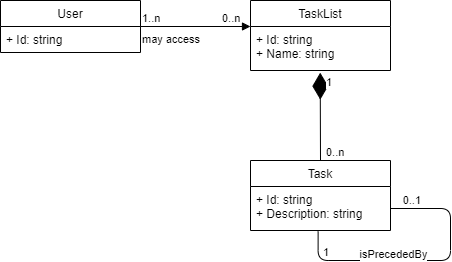 User
+ Id: string
1..n
0..n
may access
TaskList
+ Id: string
+ Name: string
1
0..n
Task
+ Id: string
+ Description: string
0..1
1
isPrecededBy